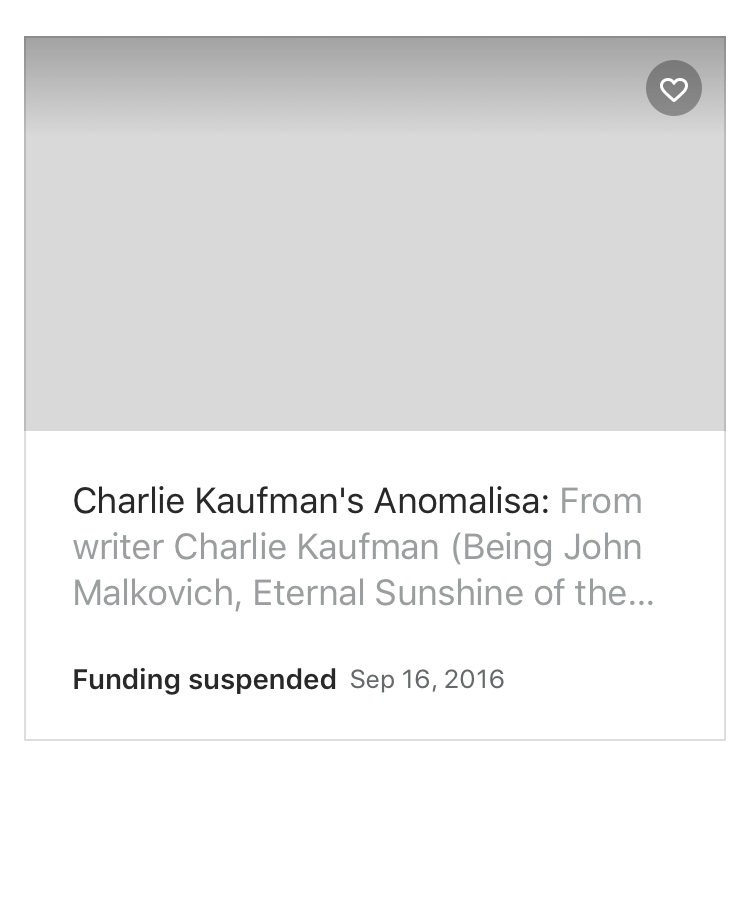 Charlie Kaufman's Anomalisa: From
writer Charlie Kaufman (Being John
Malkovich, Eternal Sunshine of the...
Funding suspended Sep 16, 2016